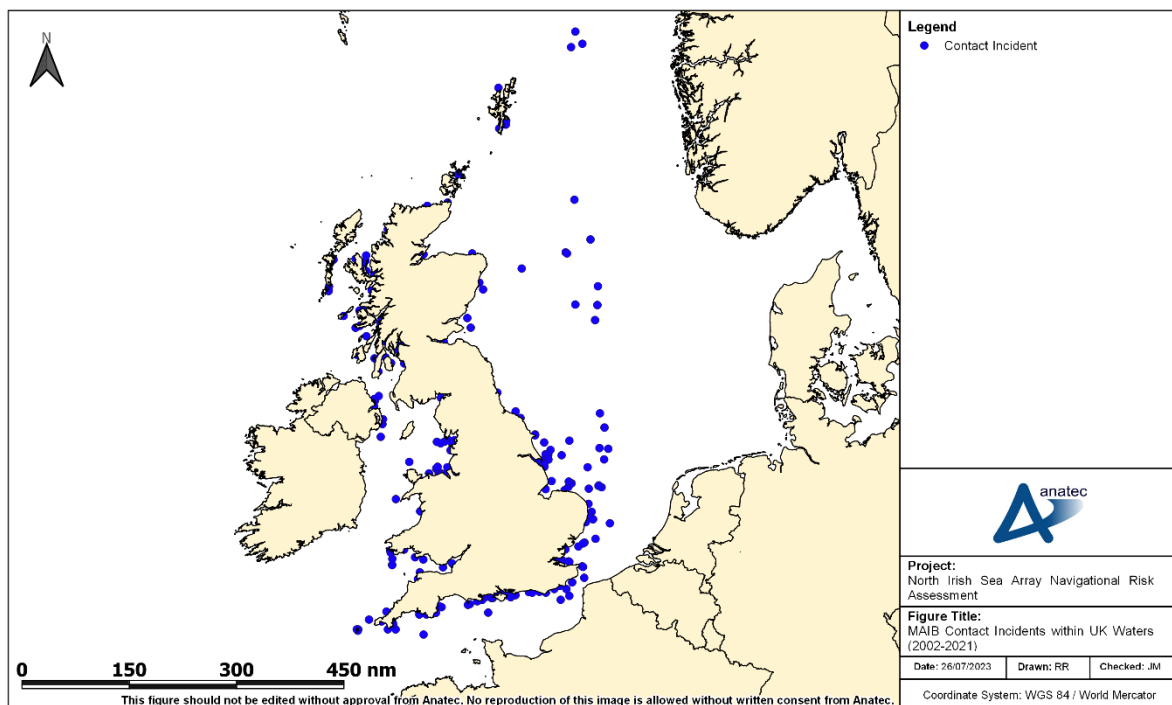 N
0 150 300 450 nm
This figure should not be edited without approval from Anatec. No reproduction of this image is allowed without written consent from Anatec.
Legend
Contact Incident
anatec
Project:
North Irish Sea Array Navigational Risk
Assessment
Figure Title:
MAIB Contact Incidents within UK Waters
(2002-2021)
Date: 26/07/2023 Drawn: RR Checked: JM
Coordinate System: WGS 84 / World Mercator